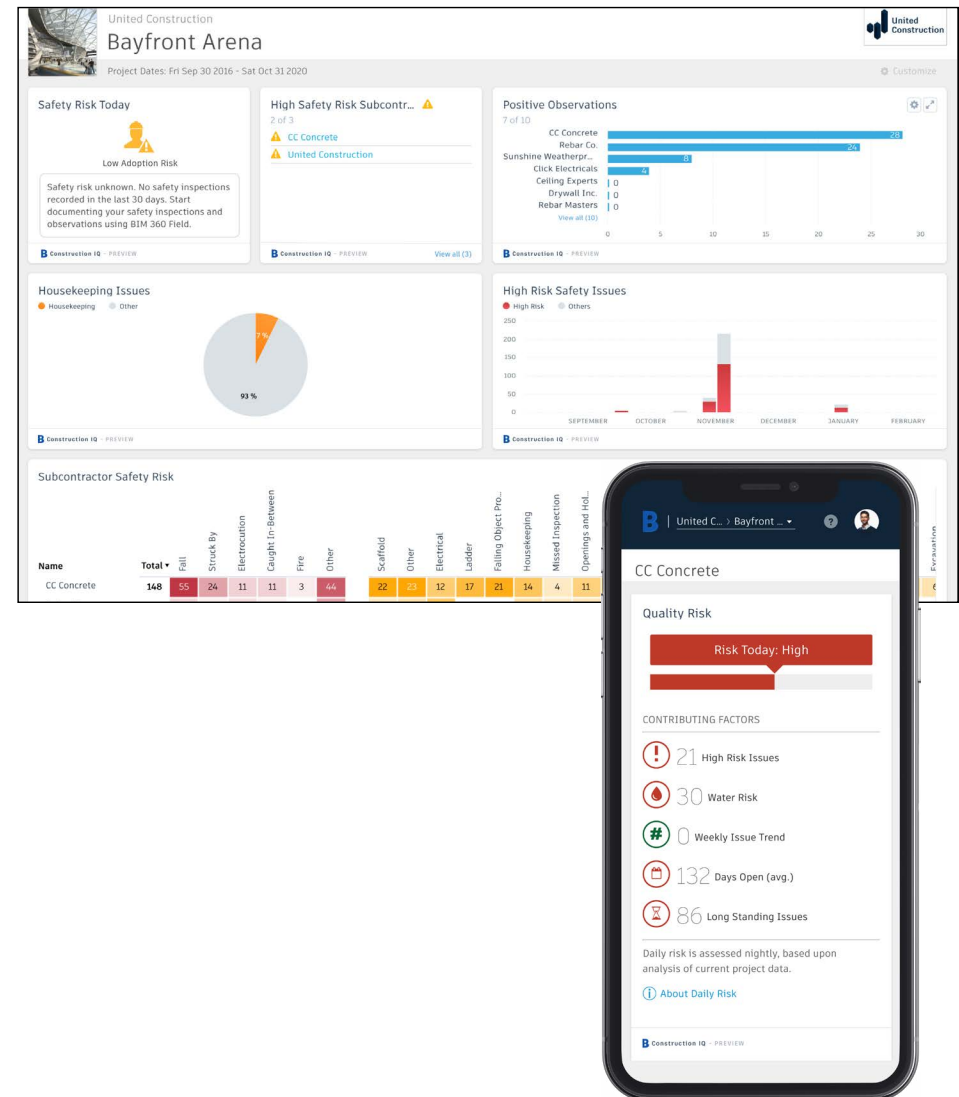 United Construction
Bayfront Arena
United
Construction
Project Dates: Fri Sep 30 2016 - Sat Oct 31 2020
Customize
Safety Risk Today
Low Adoption Risk
Safety risk unknown. No safety inspections
recorded in the last 30 days. Start
documenting your safety inspections and
observations using BIM 360 Field.
B Construction IQ - PREVIEW
High Safety Risk Subcontr...
2 of 3
CC Concrete
United Construction
B Construction IQ - PREVIEW
View all (3)
Positive Observations
7 of 10
CC Concrete 28
Rebar Co. 24
Sunshine Weatherpr... 8
Click Electricals 4
Ceiling Experts 0
Drywall Inc. 0
Rebar Masters 0
View all (10)
0 5 10 15 20 25 30
B Construction IQ - PREVIEW
Housekeeping Issues
Housekeeping Other
7 %
93 %
B Construction IQ - PREVIEW
High Risk Safety Issues
High Risk Others
250
200
150
100
50
0
SEPTEMBER OCTOBER NOVEMBER DECEMBER JANUARY FEBRUARY
B Construction IQ - PREVIEW
Subcontractor Safety Risk
Name Total Fall Struck By Electrocution Caught In-Between Fire Other Scaffold Other Electrical Ladder Falling Object Pro... Housekeeping Missed Inspection Openings and Hol... Excavation
CC Concrete 148 55 24 11 11 3 44 22 23 12 17 21 14 4 11
B | United C... > Bayfront ... ?
CC Concrete
Quality Risk
Risk Today: High
CONTRIBUTING FACTORS
! 21 High Risk Issues
30 Water Risk
# 0 Weekly Issue Trend
132 Days Open (avg.)
86 Long Standing Issues
Daily risk is assessed nightly, based upon
analysis of current project data.
i About Daily Risk
B Construction IQ - PREVIEW